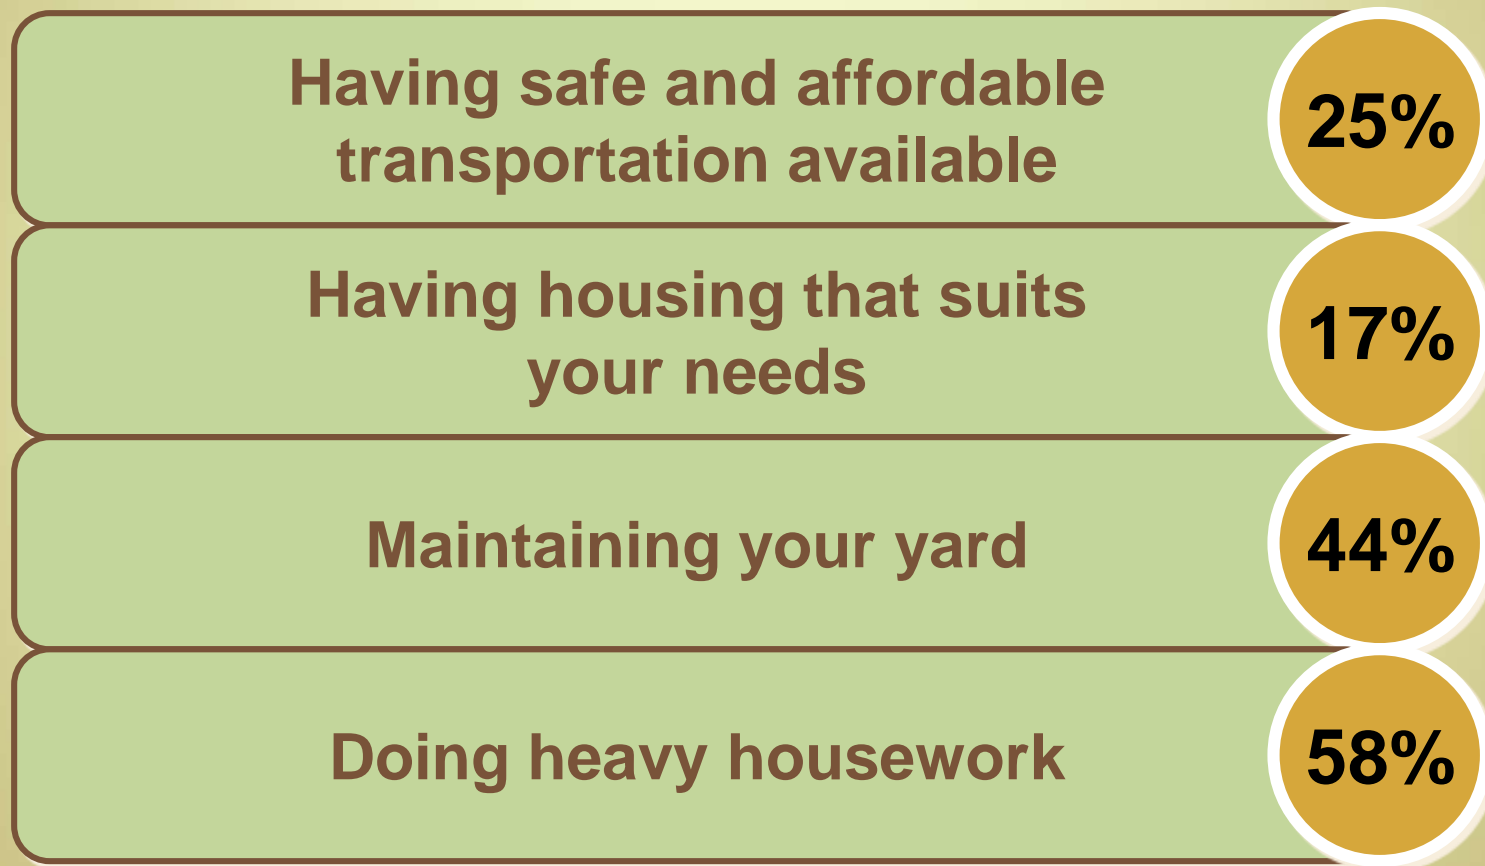 Having safe and affordable
transportation available
25%
Having housing that suits
your needs
17%
Maintaining your yard
44%
Doing heavy housework
58%